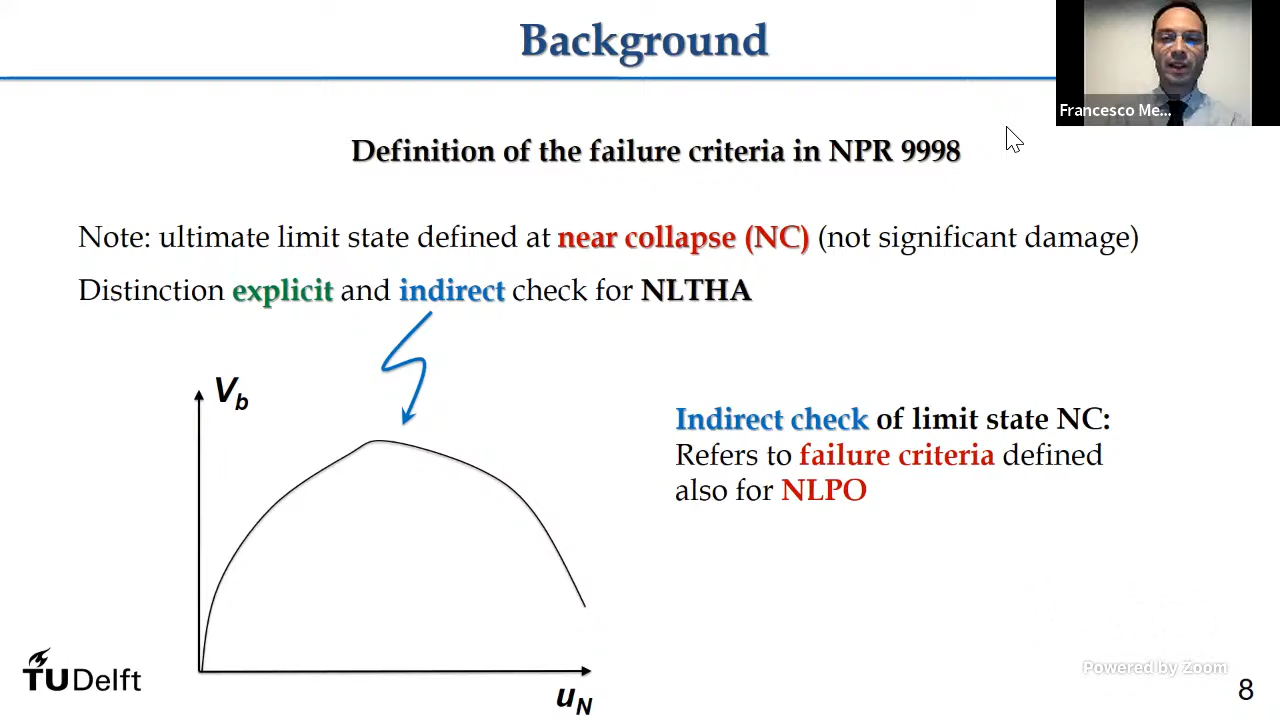 Background
Francesco Me...
Definition of the failure criteria in NPR 9998
Note: ultimate limit state defined at near collapse (NC) (not significant damage)
Distinction explicit and indirect check for NLTHA
Vb
Indirect check of limit state NC:
Refers to failure criteria defined
also for NLPO
uN
TUDelft
Powered by Zoom
8